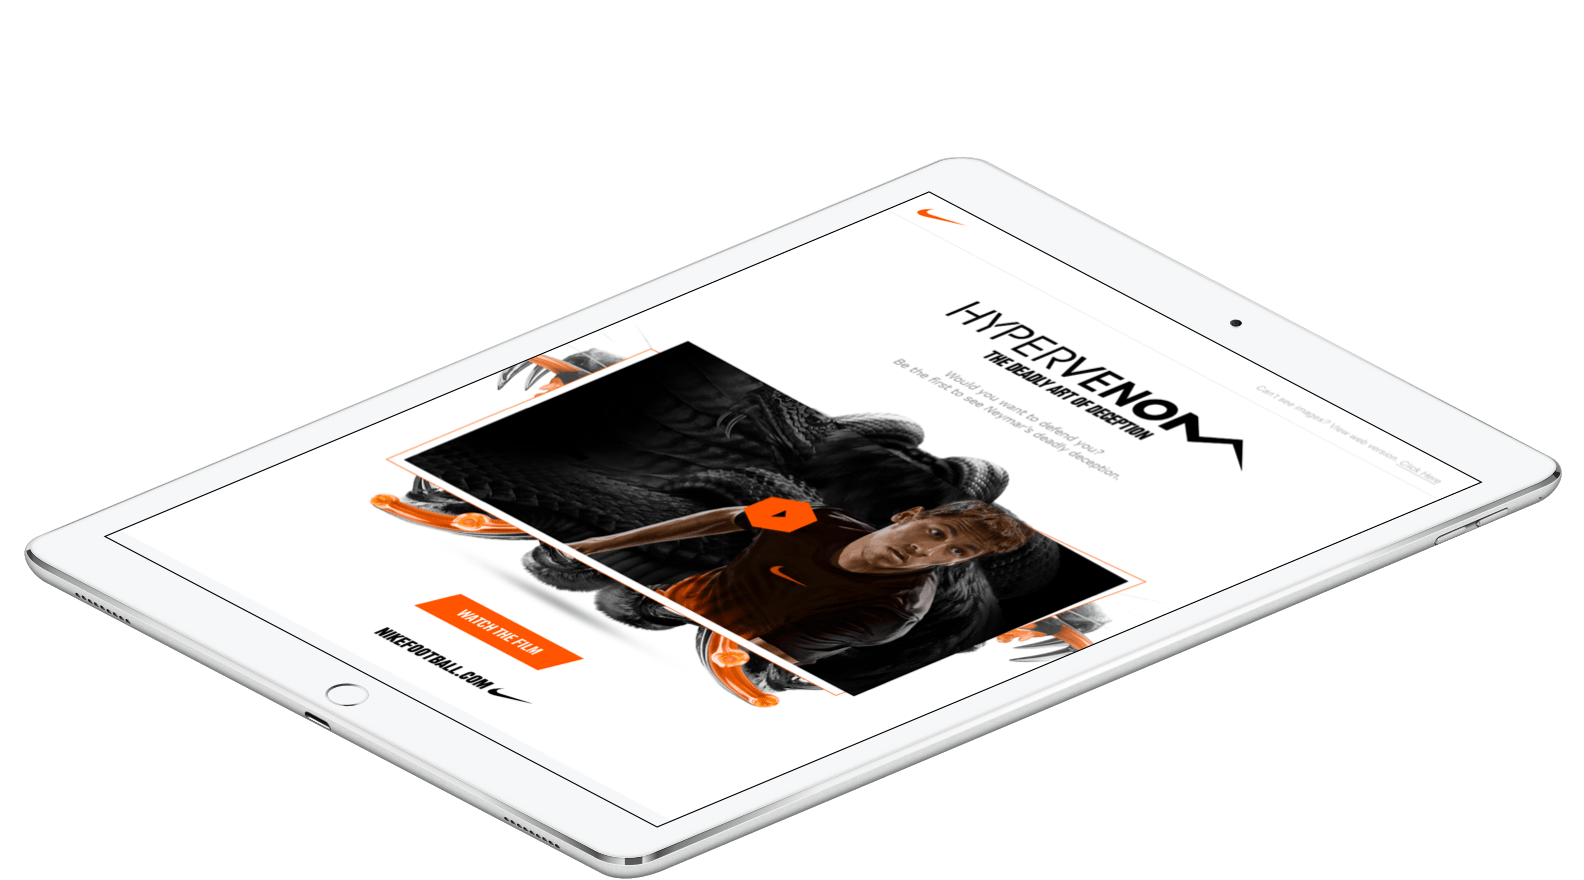 Can't see images? View web version. Click Here
HYPERVENOM
THE DEADLY ART OF DECEPTION
Would you want to defend you?
Be the first to see Neymar's deadly deception.
WATCH THE FILM
NIKEFOOTBALL.COM